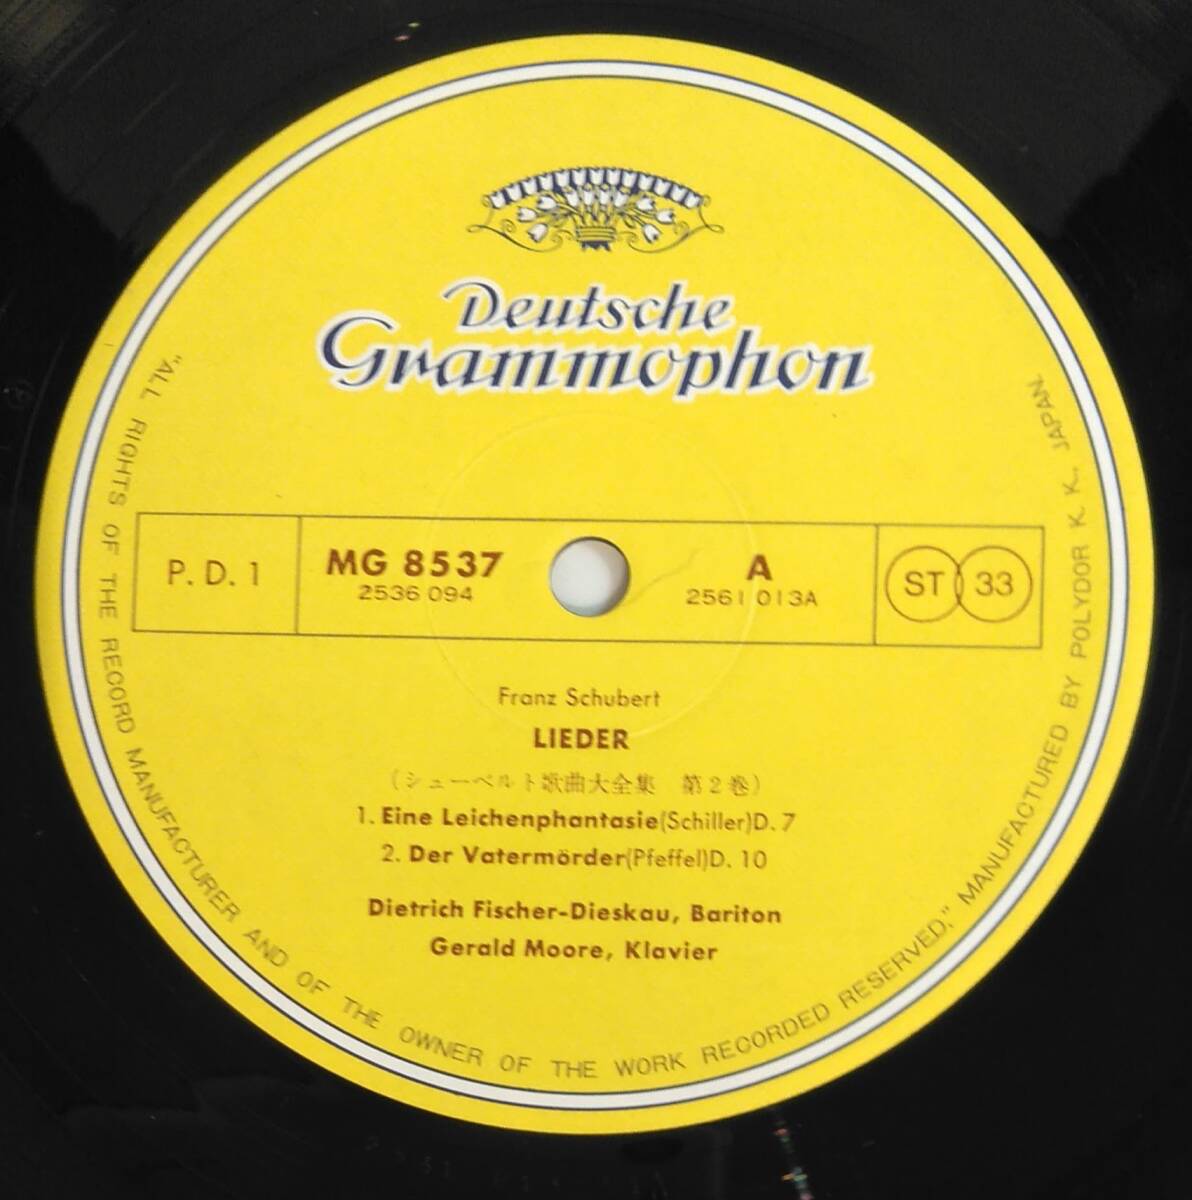 Deutsche
Grammophon
P. D. 1
MG 8537
2536 094
A
2561 013A
ST 33
Franz Schubert
LIEDER
(シューベルト歌曲大全集 第2巻)
1. Eine Leichenphantasie(Schiller)D. 7
2. Der Vatermörder(Pfeffel)D. 10
Dietrich Fischer-Dieskau, Bariton
Gerald Moore, Klavier
"ALL RIGHTS OF THE RECORD MANUFACTURER AND OF THE OWNER OF THE WORK RECORDED RESERVED," MANUFACTURED BY POLYDOR K. K. JAPAN.